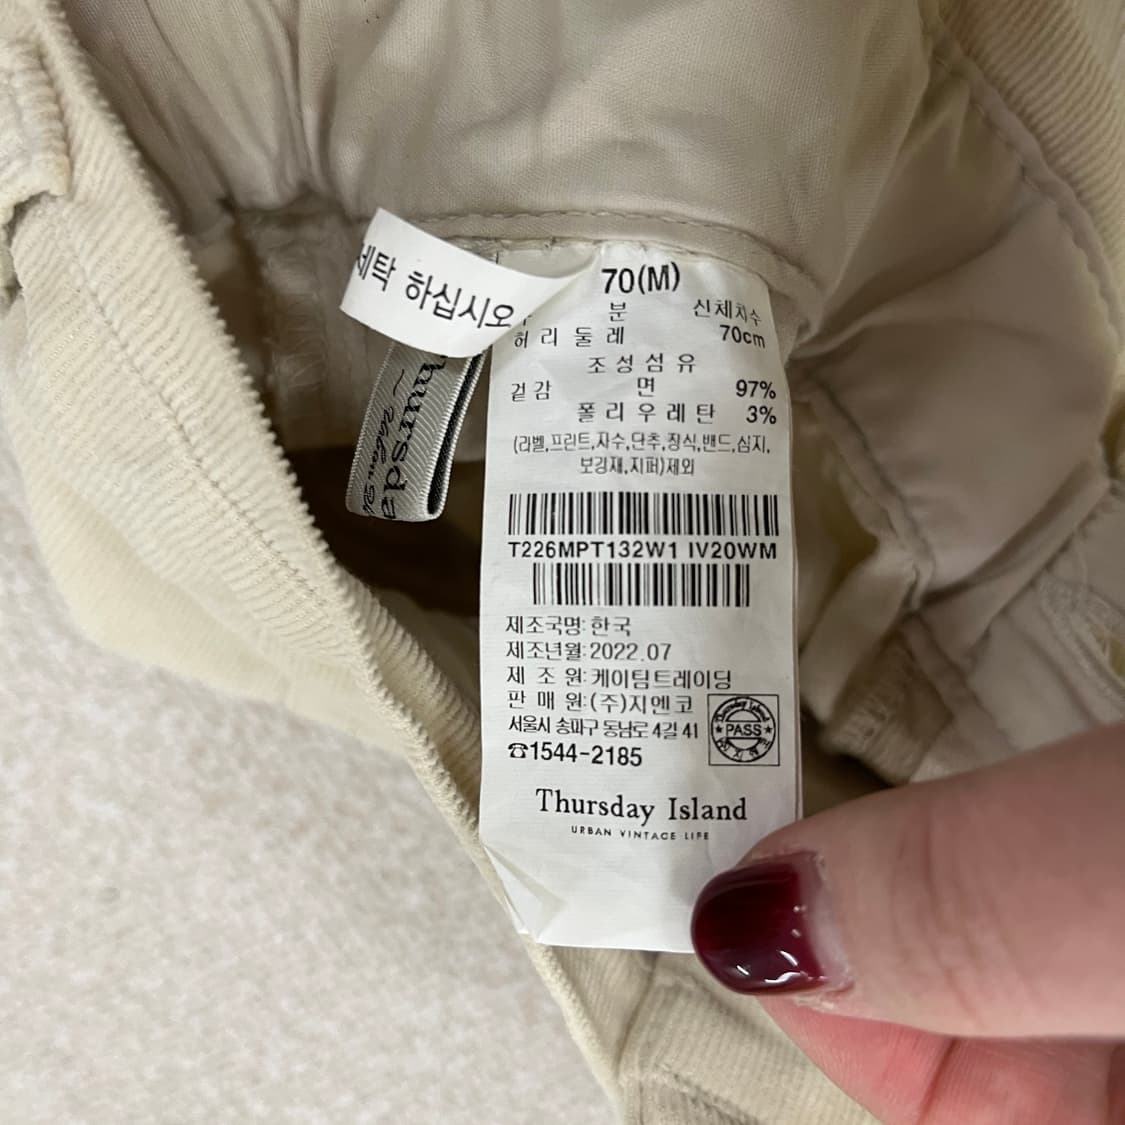 세탁 하십시오
70(M)
분 신체치수
허리둘레 70cm
조성섬유
겉감 면 97%
폴리우레탄 3%
(라벨,프린트,자수,단추,장식,밴드,심지,
보강재,지퍼)제외
T226MPT132W1 IV20WM
제조국명:한국
제조년월:2022.07
제 조 원:케이팀트레이딩
판 매 원:(주)지엔코
서울시 송파구 동남로 4길 41
☎1544-2185
Thursday Island
PASS
Thursday Island
URBAN VINTAGE LIFE